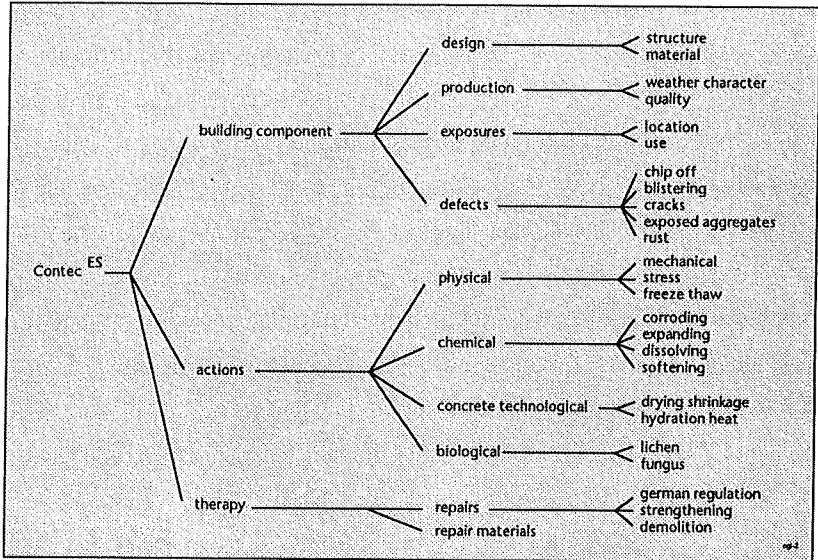 design
structure
material
production
weather character
quality
building component
exposures
location
use
defects
chip off
blistering
cracks
exposed aggregates
rust
Contec ES
physical
mechanical
stress
freeze thaw
chemical
corroding
expanding
dissolving
softening
actions
concrete technological
drying shrinkage
hydration heat
biological
lichen
fungus
therapy
repairs
german regulation
strengthening
demolition
repair materials